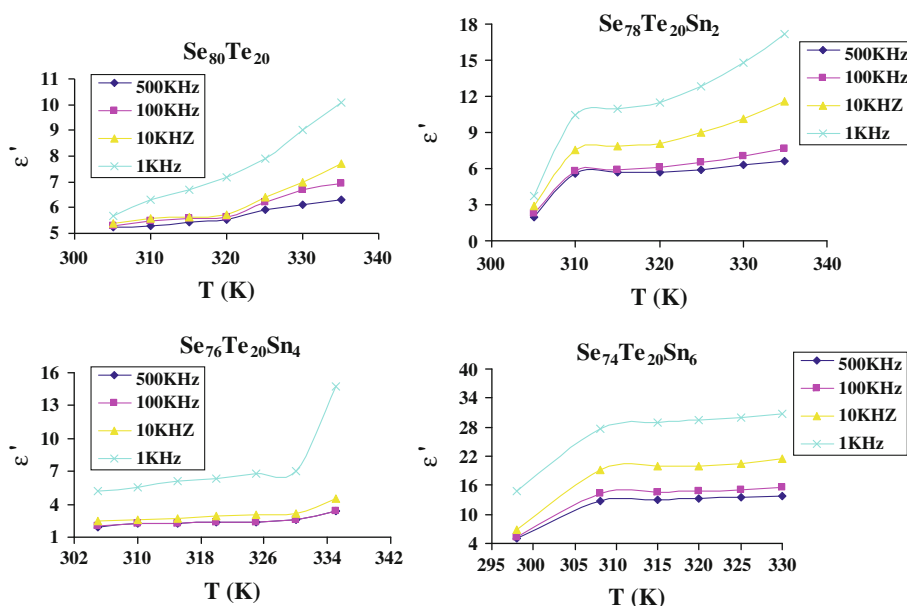 Se80Te20
500KHz
100KHz
10KHZ
1KHz
11
10
9
8
7
6
5
ε'
300 310 320 330 340
T (K)
Se78Te20Sn2
500KHz
100KHz
10KHZ
1KHz
18
15
12
9
6
3
0
ε'
300 310 320 330 340
T (K)
Se76Te20Sn4
500KHz
100KHz
10KHZ
1KHz
16
13
10
7
4
1
ε'
302 310 318 326 334 342
T (K)
Se74Te20Sn6
500KHz
100KHz
10KHZ
1KHz
40
34
28
22
16
10
4
ε'
295 300 305 310 315 320 325 330
T (K)